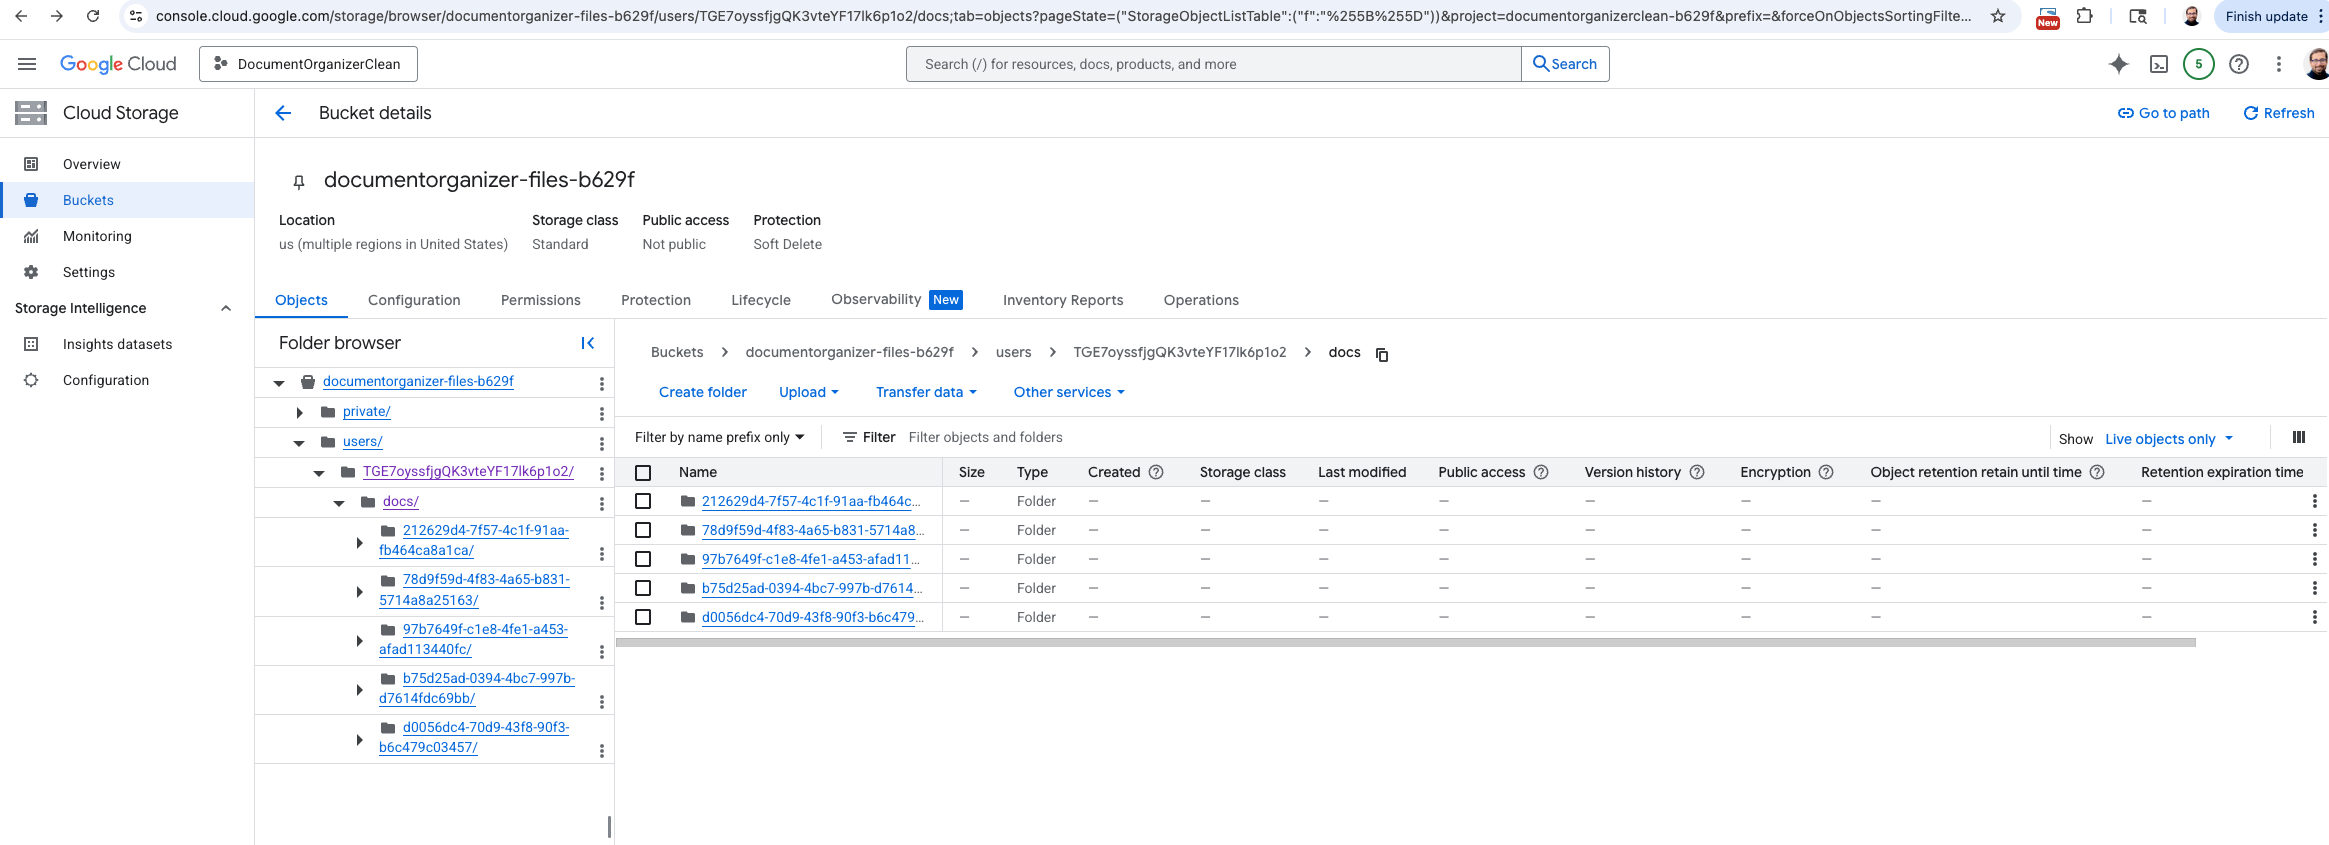 console.cloud.google.com/storage/browser/documentorganizer-files-b629f/users/TGE7oyssfjgQK3vteYF17lk6p1o2/docs;tab=objects?pageState=("StorageObjectListTable":("f":"%255B%255D"))&project=documentorganizerclean-b629f&prefix=&forceOnObjectsSortingFilte...
New
Finish update
Google Cloud
DocumentOrganizerClean
Search (/) for resources, docs, products, and more
Search
5
Cloud Storage
Bucket details
Go to path
Refresh
Overview
Buckets
Monitoring
Settings
Storage Intelligence
Insights datasets
Configuration
documentorganizer-files-b629f
Location Storage class Public access Protection
us (multiple regions in United States) Standard Not public Soft Delete
Objects Configuration Permissions Protection Lifecycle Observability New Inventory Reports Operations
Folder browser
documentorganizer-files-b629f
private/
users/
TGE7oyssfjgQK3vteYF17lk6p1o2/
docs/
212629d4-7f57-4c1f-91aa-
fb464ca8a1ca/
78d9f59d-4f83-4a65-b831-
5714a8a25163/
97b7649f-c1e8-4fe1-a453-
afad113440fc/
b75d25ad-0394-4bc7-997b-
d7614fdc69bb/
d0056dc4-70d9-43f8-90f3-
b6c479c03457/
Buckets documentorganizer-files-b629f users TGE7oyssfjgQK3vteYF17lk6p1o2 docs
Create folder Upload Transfer data Other services
Filter by name prefix only Filter Filter objects and folders Show Live objects only
Name Size Type Created Storage class Last modified Public access Version history Encryption Object retention retain until time Retention expiration time
212629d4-7f57-4c1f-91aa-fb464c... — Folder — — — — — — — —
78d9f59d-4f83-4a65-b831-5714a8... — Folder — — — — — — — —
97b7649f-c1e8-4fe1-a453-afad11... — Folder — — — — — — — —
b75d25ad-0394-4bc7-997b-d7614... — Folder — — — — — — — —
d0056dc4-70d9-43f8-90f3-b6c479... — Folder — — — — — — — —